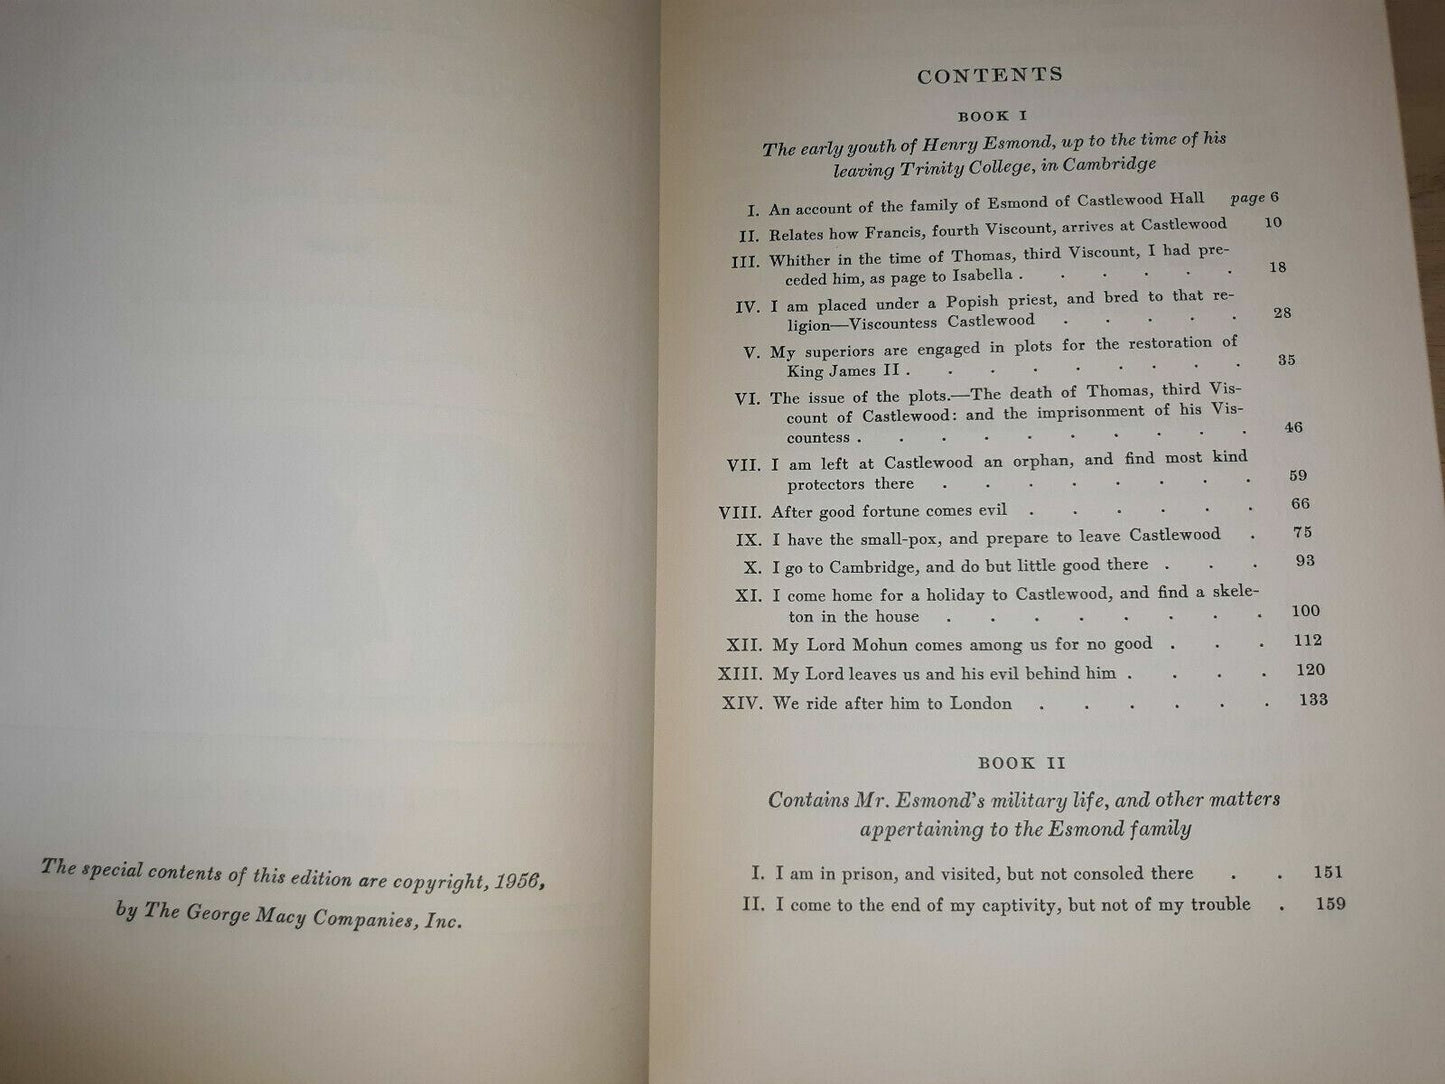 The special contents of this edition are copyright, 1956,
by The George Macy Companies, Inc.
CONTENTS
BOOK I
The early youth of Henry Esmond, up to the time of his
leaving Trinity College, in Cambridge
I. An account of the family of Esmond of Castlewood Hall page 6
II. Relates how Francis, fourth Viscount, arrives at Castlewood 10
III. Whither in the time of Thomas, third Viscount, I had pre-
ceded him, as page to Isabella . . . . . . 18
IV. I am placed under a Popish priest, and bred to that re-
ligion—Viscountess Castlewood . . . . . 28
V. My superiors are engaged in plots for the restoration of
King James II . . . . . . . . . 35
VI. The issue of the plots.—The death of Thomas, third Vis-
count of Castlewood: and the imprisonment of his Vis-
countess . . . . . . . . . . 46
VII. I am left at Castlewood an orphan, and find most kind
protectors there . . . . . . . . 59
VIII. After good fortune comes evil . . . . . . 66
IX. I have the small-pox, and prepare to leave Castlewood . 75
X. I go to Cambridge, and do but little good there . . . 93
XI. I come home for a holiday to Castlewood, and find a skele-
ton in the house . . . . . . . . 100
XII. My Lord Mohun comes among us for no good . . . 112
XIII. My Lord leaves us and his evil behind him . . . . 120
XIV. We ride after him to London . . . . . . 133
BOOK II
Contains Mr. Esmond's military life, and other matters
appertaining to the Esmond family
I. I am in prison, and visited, but not consoled there . . 151
II. I come to the end of my captivity, but not of my trouble . 159